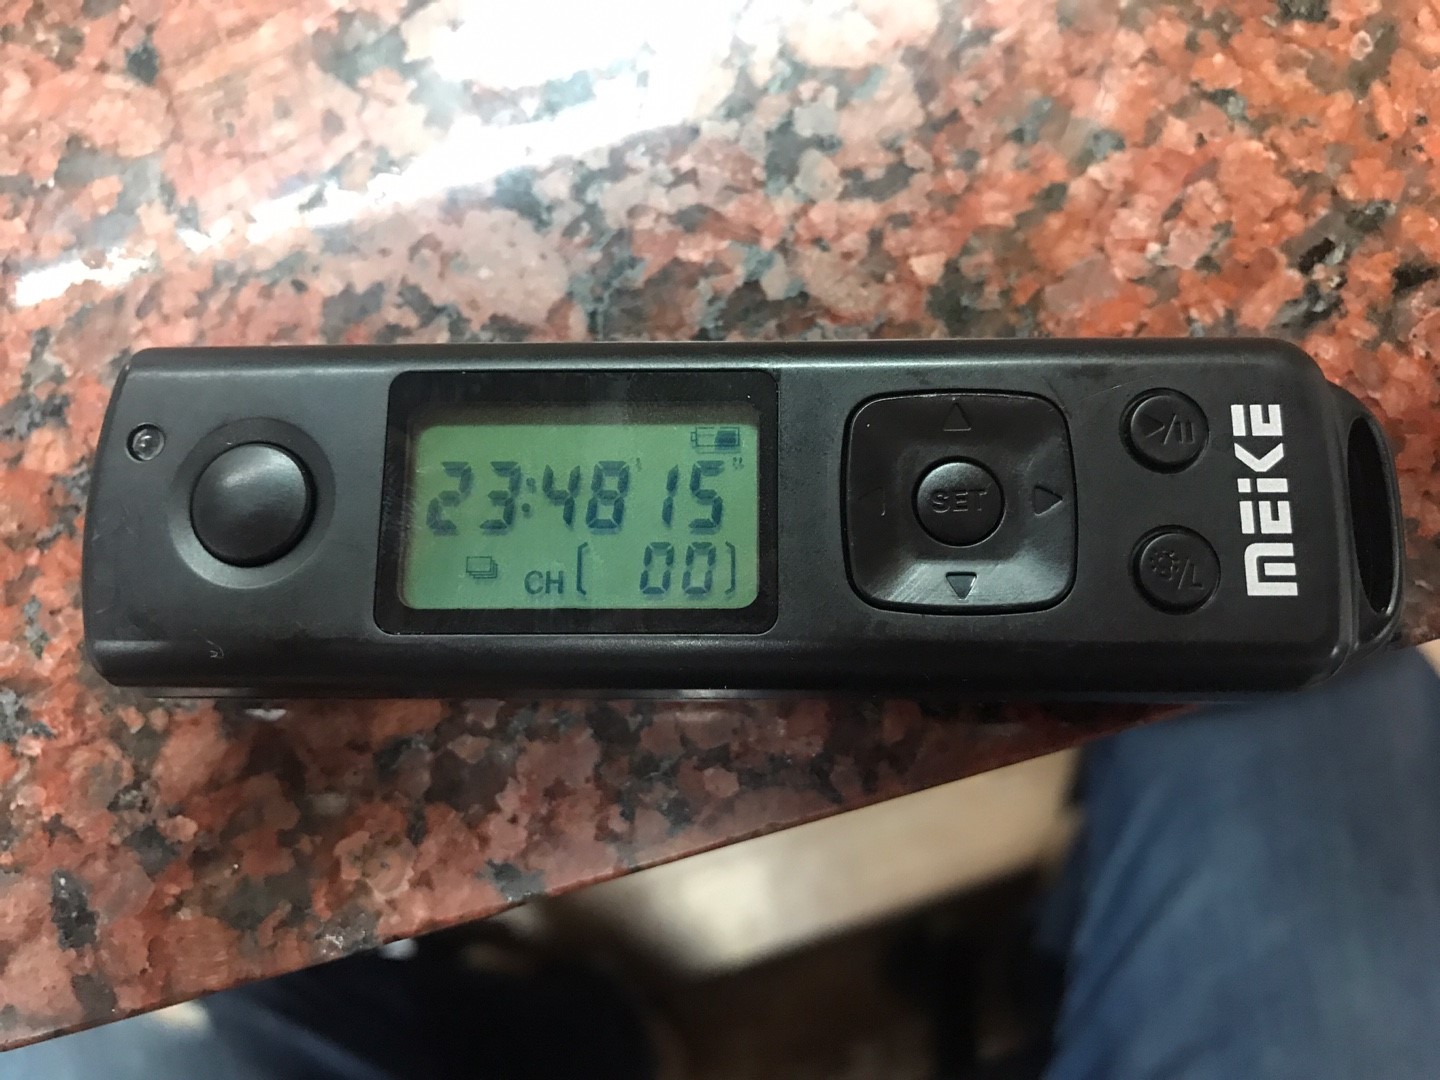 23:48' 15"
CH [ 00]
SET
/L
MEIKE